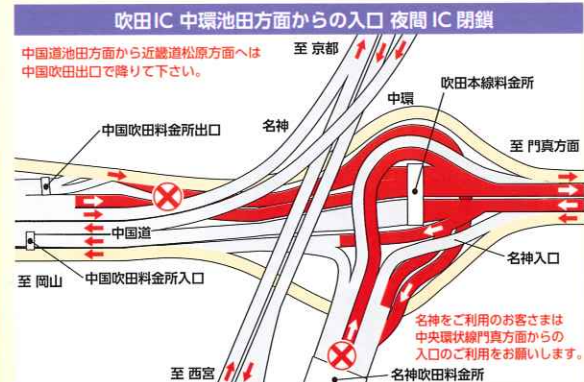 吹田IC 中環池田方面からの入口 夜間 IC 閉鎖
中国道池田方面から近畿道松原方面へは
中国吹田出口で降りて下さい。
至 京都
吹田本線料金所
中環
名神
中国吹田料金所出口
至 門真方面
中国道
名神入口
至 岡山
中国吹田料金所入口
名神をご利用のお客さまは
中央環状線門真方面からの
入口のご利用をお願いします。
至 西宮
名神吹田料金所